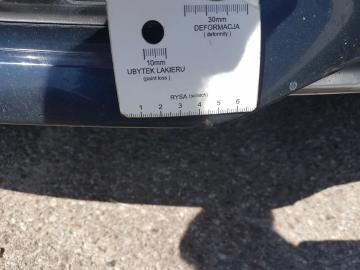 30mm
DEFORMACJA
(deformity)
10mm
UBYTEK LAKIERU
(paint loss)
RYSA (scratch)
1 2 3 4 5 6